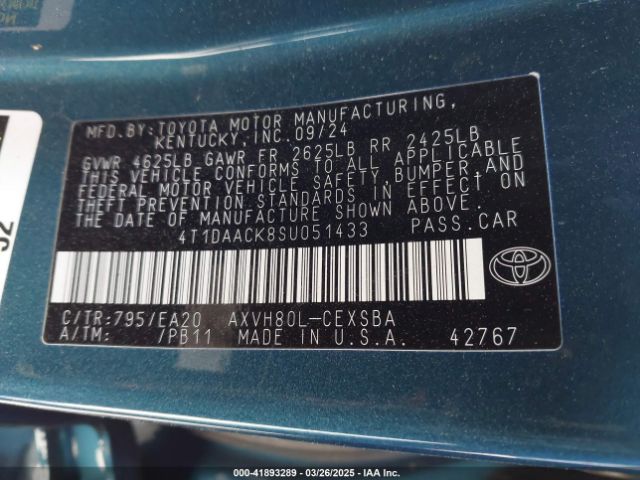 MFD. BY: TOYOTA MOTOR MANUFACTURING,
KENTUCKY, INC. 09/24
GVWR 4625LB GAWR FR 2625LB RR 2425LB
THIS VEHICLE CONFORMS TO ALL APPLICABLE
FEDERAL MOTOR VEHICLE SAFETY, BUMPER, AND
THEFT PREVENTION STANDARDS IN EFFECT ON
THE DATE OF MANUFACTURE SHOWN ABOVE.
4T1DAACK8SU051433 PASS.CAR
TOYOTA
C/TR:795/EA20 AXVH80L-CEXSBA
A/TM: /PB11 MADE IN U.S.A. 42767
000-41893289 - 03/26/2025 - IAA Inc.